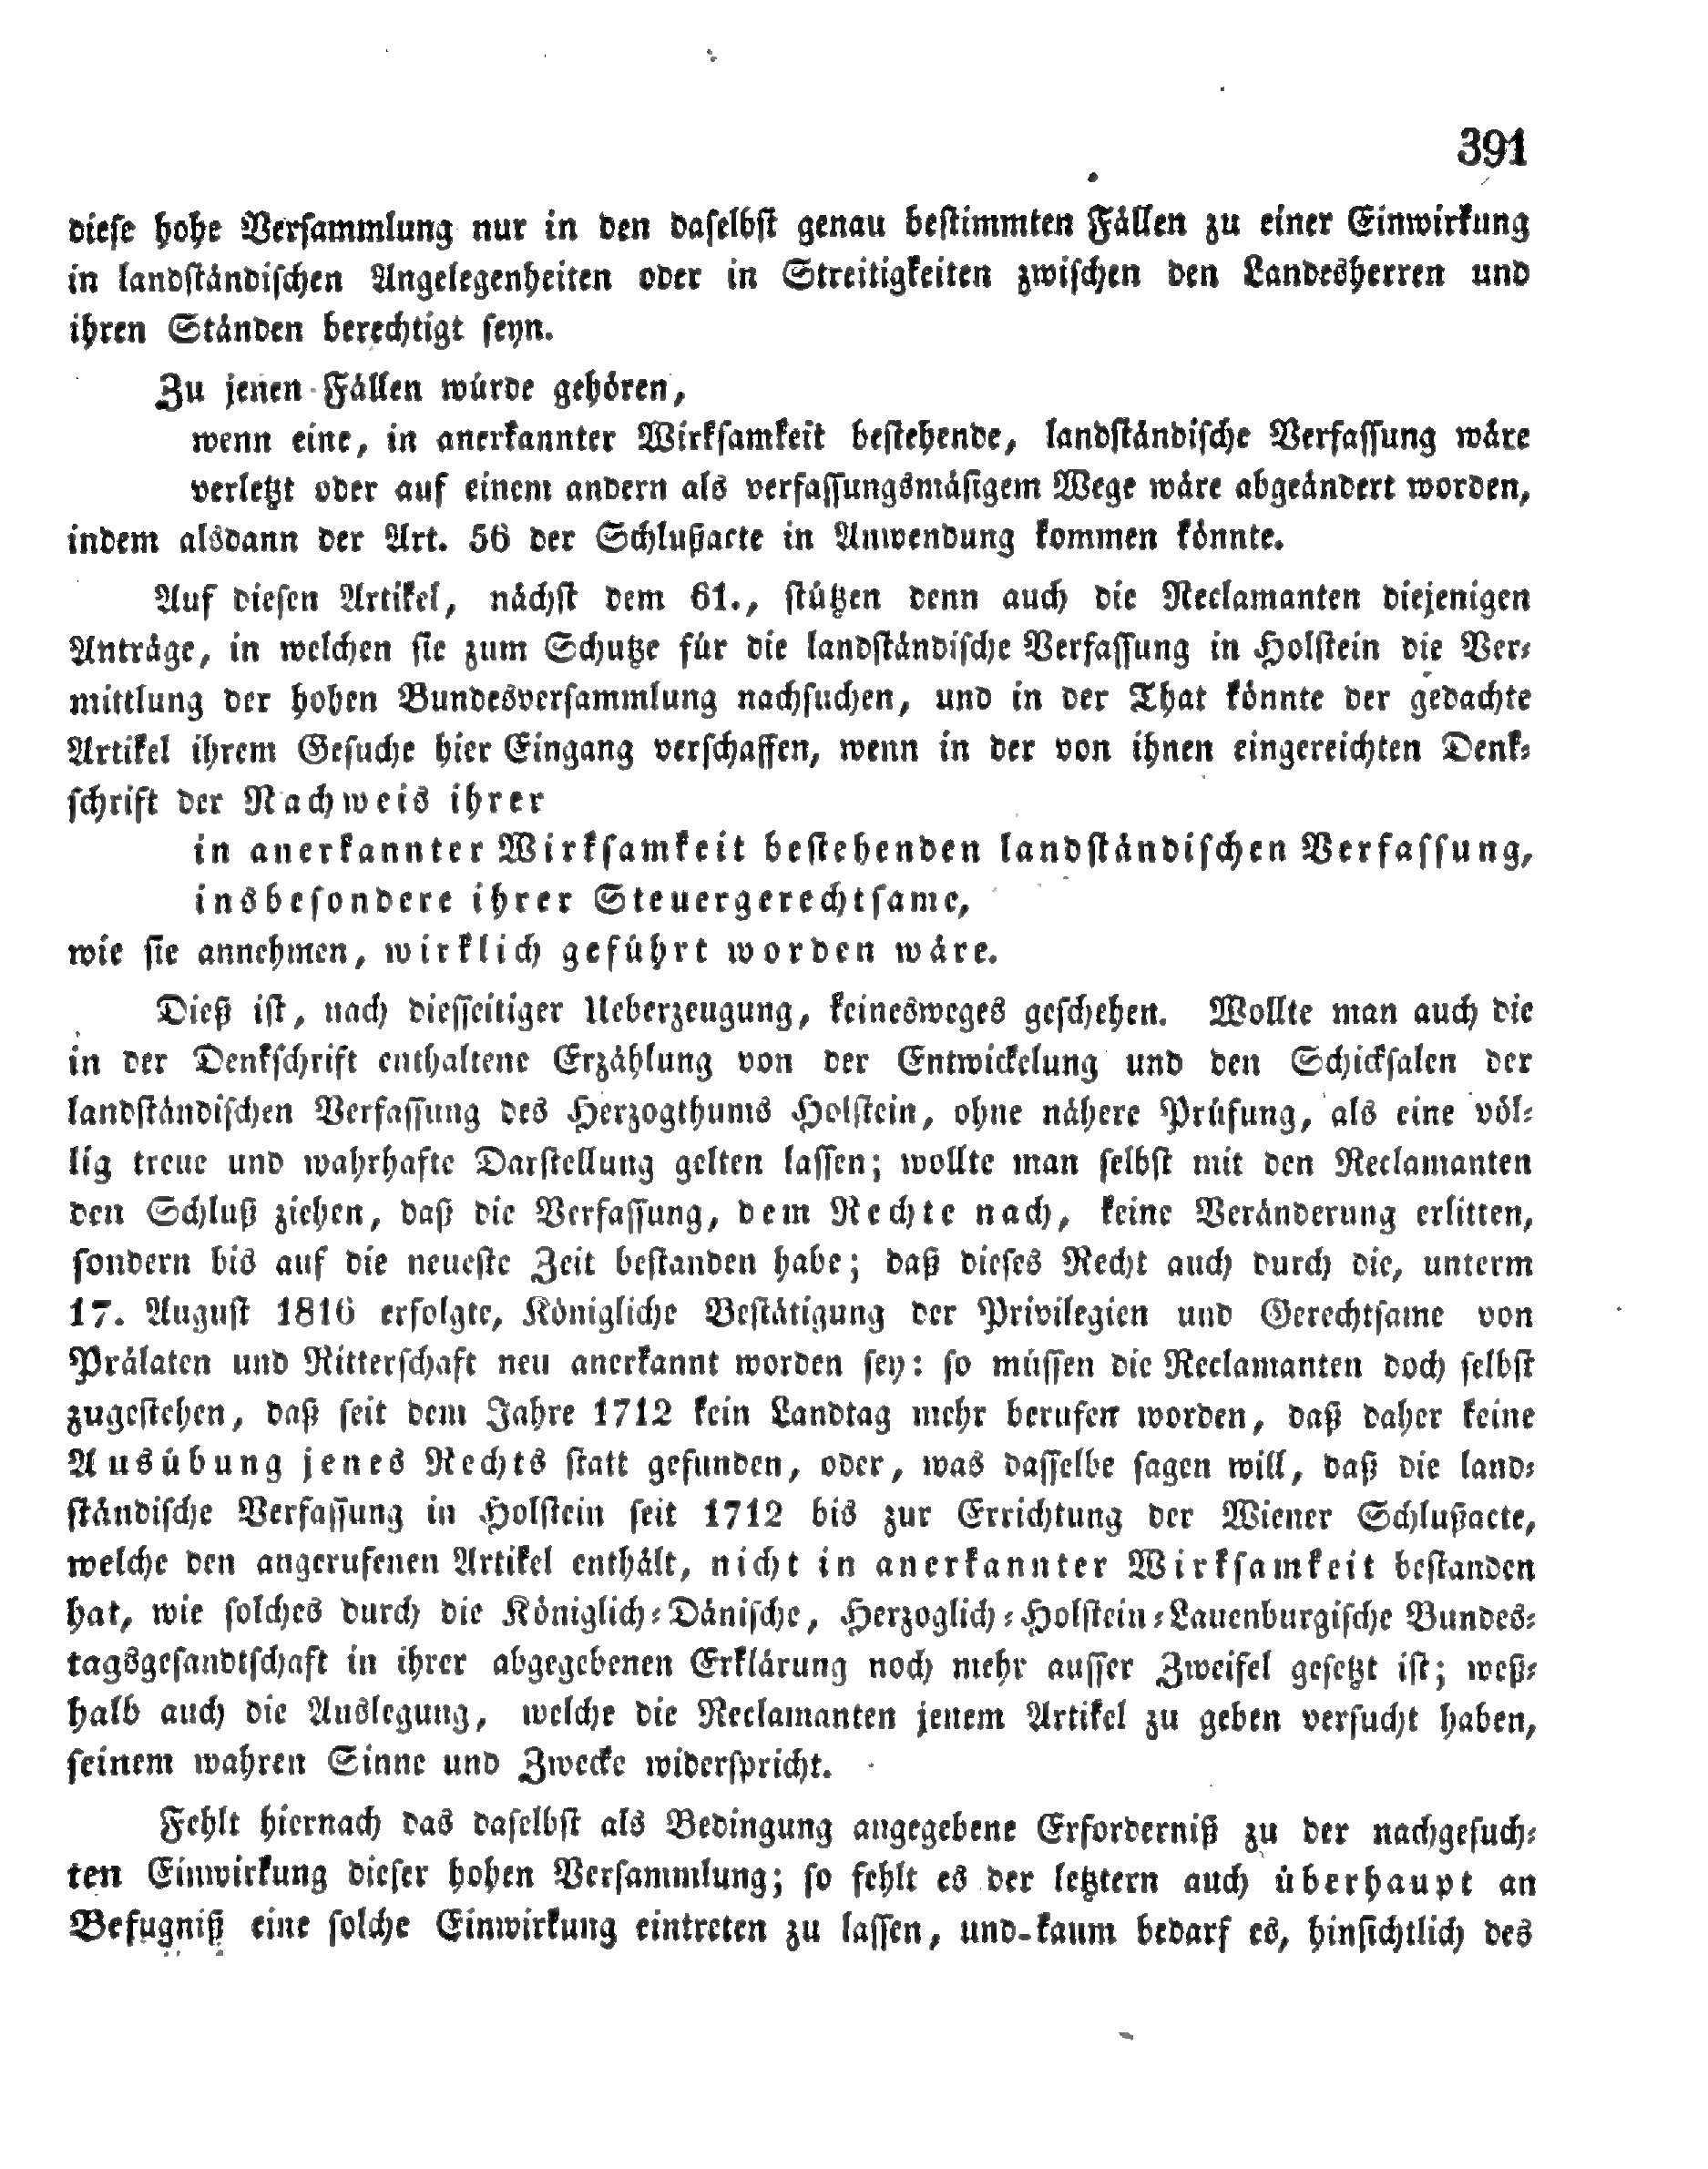 391
dieſe hohe Verſammlung nur in den daſelbſt genau beſtimmten Fällen zu einer Einwirkung
in landſtändiſchen Angelegenheiten oder in Streitigkeiten zwiſchen den Landesherren und
ihren Ständen berechtigt ſeyn.
Zu jenen Fällen würde gehören,
wenn eine, in anerkannter Wirkſamkeit beſtehende, landſtändiſche Verfaſſung wäre
verletzt oder auf einem andern als verfaſſungsmäſigem Wege wäre abgeändert worden,
indem alsdann der Art. 56 der Schlußacte in Anwendung kommen könnte.
Auf dieſen Artikel, nächſt dem 61., ſtützen denn auch die Reclamanten diejenigen
Anträge, in welchen ſie zum Schutze für die landſtändiſche Verfaſſung in Holſtein die Ver-
mittlung der hohen Bundesverſammlung nachſuchen, und in der That könnte der gedachte
Artikel ihrem Geſuche hier Eingang verſchaffen, wenn in der von ihnen eingereichten Denk-
ſchrift der Nachweis ihrer
in anerkannter Wirkſamkeit beſtehenden landſtändiſchen Verfaſſung,
insbeſondere ihrer Steuergerechtſame,
wie ſie annehmen, wirklich geführt worden wäre.
Dieß iſt, nach dieſſeitiger Ueberzeugung, keinesweges geſchehen. Wollte man auch die
in der Denkſchrift enthaltene Erzählung von der Entwickelung und den Schickſalen der
landſtändiſchen Verfaſſung des Herzogthums Holſtein, ohne nähere Prüfung, als eine völ-
lig treue und wahrhafte Darſtellung gelten laſſen; wollte man ſelbſt mit den Reclamanten
den Schluß ziehen, daß die Verfaſſung, dem Rechte nach, keine Veränderung erlitten,
ſondern bis auf die neueſte Zeit beſtanden habe; daß dieſes Recht auch durch die, unterm
17. Auguſt 1816 erfolgte, Königliche Beſtätigung der Privilegien und Gerechtſame von
Prälaten und Ritterſchaft neu anerkannt worden ſey: ſo müſſen die Reclamanten doch ſelbſt
zugeſtehen, daß ſeit dem Jahre 1712 kein Landtag mehr berufen worden, daß daher keine
Ausübung jenes Rechts ſtatt gefunden, oder, was daſſelbe ſagen will, daß die land-
ſtändiſche Verfaſſung in Holſtein ſeit 1712 bis zur Errichtung der Wiener Schlußacte,
welche den angerufenen Artikel enthält, nicht in anerkannter Wirkſamkeit beſtanden
hat, wie ſolches durch die Königlich-Däniſche, Herzoglich-Holſtein-Lauenburgiſche Bundes-
tagsgeſandtſchaft in ihrer abgegebenen Erklärung noch mehr auſſer Zweifel geſetzt iſt; weß-
halb auch die Auslegung, welche die Reclamanten jenem Artikel zu geben verſucht haben,
ſeinem wahren Sinne und Zwecke widerſpricht.
Fehlt hiernach das daſelbſt als Bedingung angegebene Erforderniß zu der nachgeſuch-
ten Einwirkung dieſer hohen Verſammlung; ſo fehlt es der letztern auch überhaupt an
Befugniß eine ſolche Einwirkung eintreten zu laſſen, und kaum bedarf es, hinſichtlich des